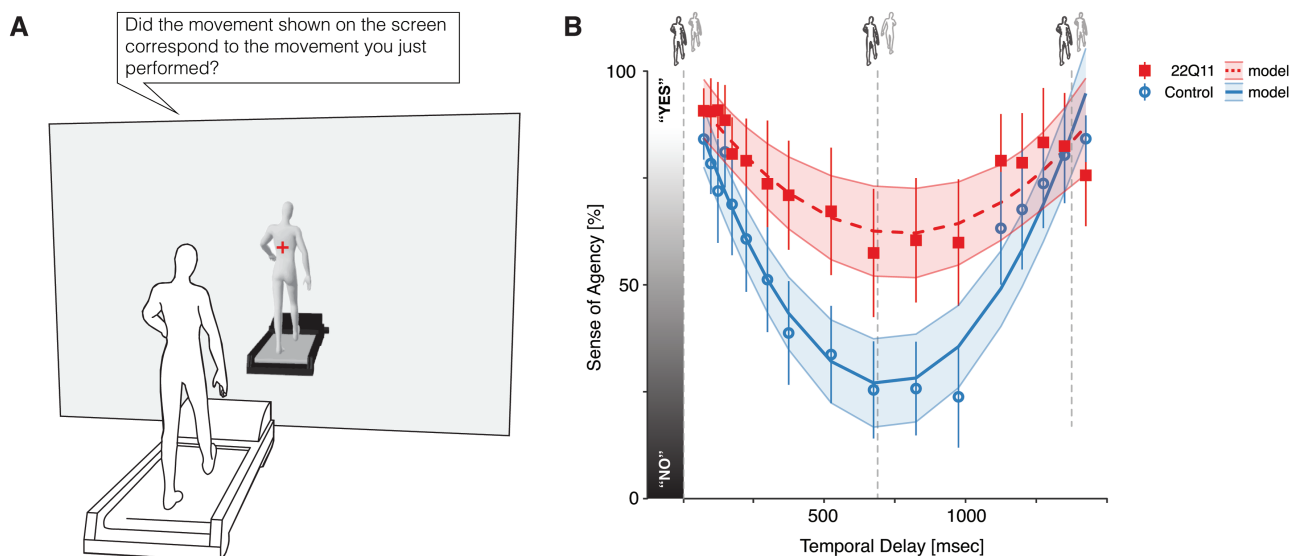 A
Did the movement shown on the screen
correspond to the movement you just
performed?
B
22Q11 model
Control model
100
50
0
"YES"
"NO"
Sense of Agency [%]
500
1000
Temporal Delay [msec]